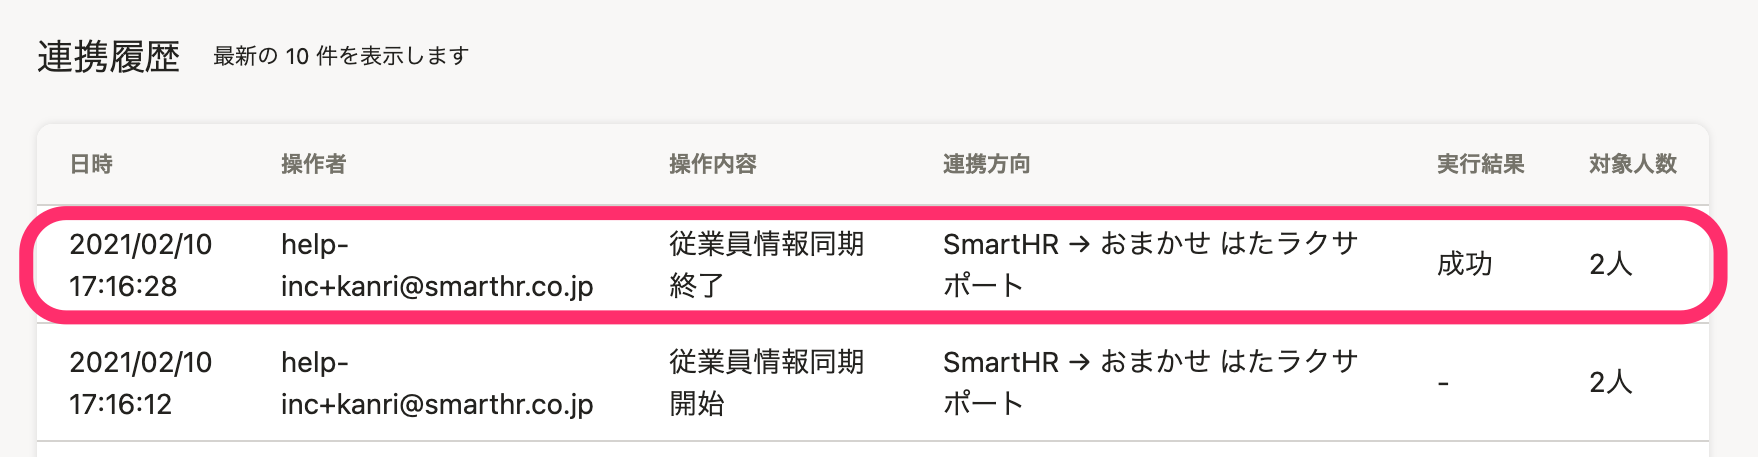 連携履歴 最新の 10 件を表示します
日時 操作者 操作内容 連携方向 実行結果 対象人数
2021/02/10 help- 従業員情報同期 SmartHR → おまかせ はたラクサ
17:16:28 inc+kanri@smarthr.co.jp 終了 ポート 成功 2人
2021/02/10 help- 従業員情報同期 SmartHR → おまかせ はたラクサ
17:16:12 inc+kanri@smarthr.co.jp 開始 ポート - 2人